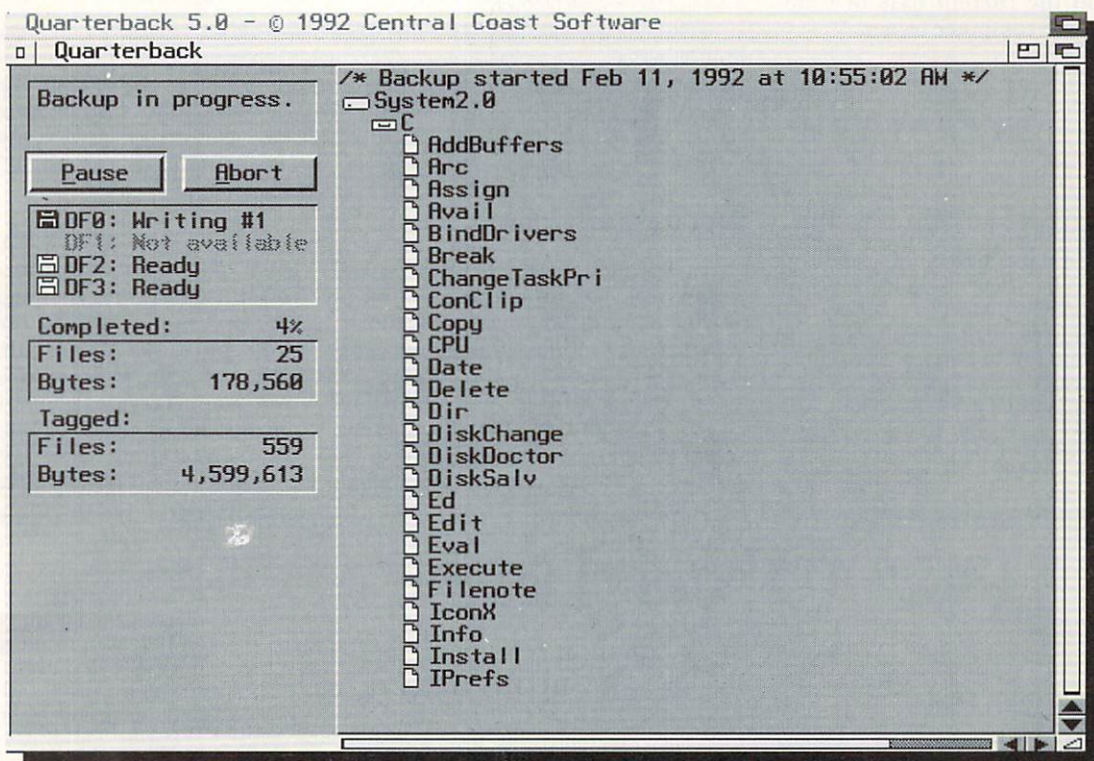 Quarterback 5.0 - © 1992 Central Coast Software
Quarterback
Backup in progress.
Pause
Abort
DF0: Writing #1
DF1: Not available
DF2: Ready
DF3: Ready
Completed: 4%
Files: 25
Bytes: 178,560
Tagged:
Files: 559
Bytes: 4,599,613
/* Backup started Feb 11, 1992 at 10:55:02 AM */
System2.0
C
AddBuffers
Arc
Assign
Avail
BindDrivers
Break
ChangeTaskPri
ConClip
Copy
CPU
Date
Delete
Dir
DiskChange
DiskDoctor
DiskSalv
Ed
Edit
Eval
Execute
Filenote
IconX
Info
Install
IPrefs